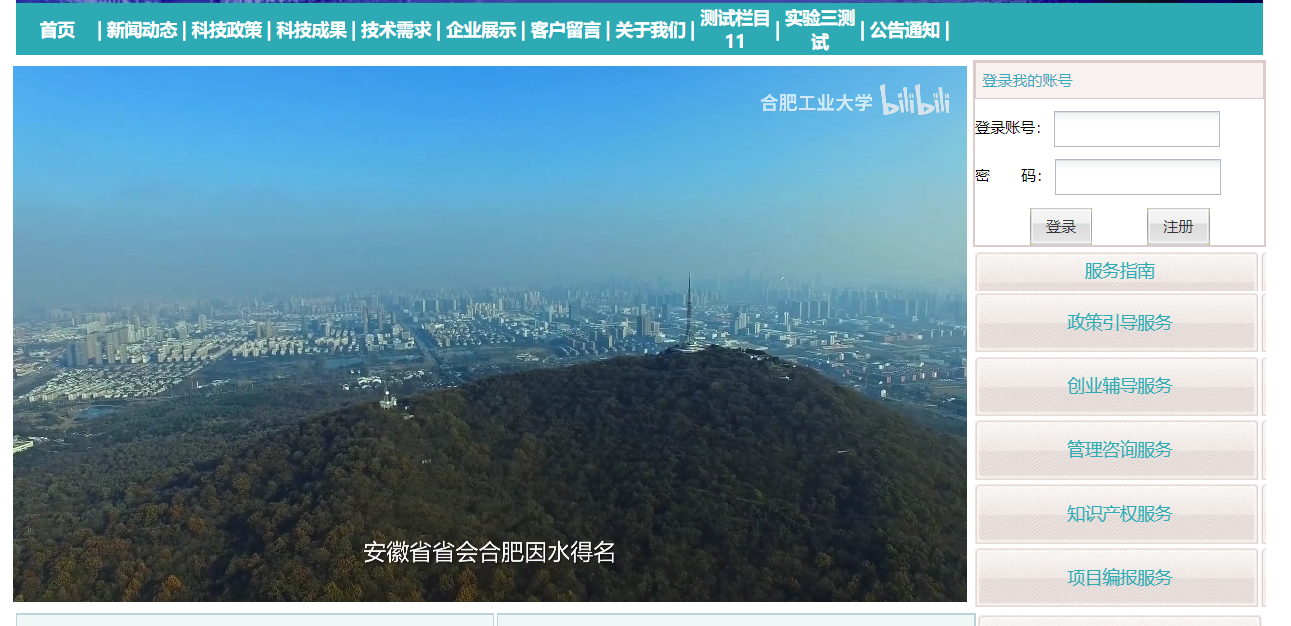 首页 | 新闻动态 | 科技政策 | 科技成果 | 技术需求 | 企业展示 | 客户留言 | 关于我们 | 测试栏目11 | 实验三测试 | 公告通知 |
合肥工业大学 bilibili
安徽省省会合肥因水得名
登录我的账号
登录账号：
密 码：
登录 注册
服务指南
政策引导服务
创业辅导服务
管理咨询服务
知识产权服务
项目编报服务